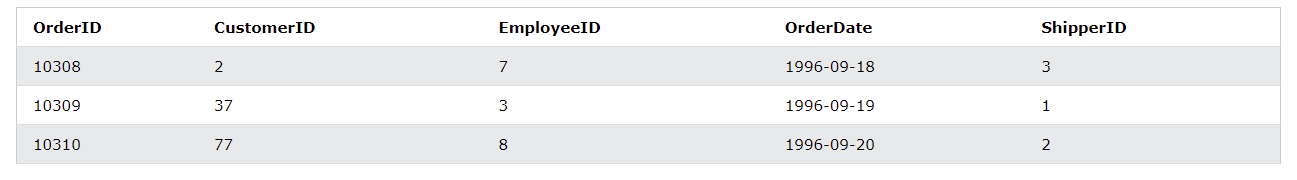 OrderID CustomerID EmployeeID OrderDate ShipperID
10308 2 7 1996-09-18 3
10309 37 3 1996-09-19 1
10310 77 8 1996-09-20 2